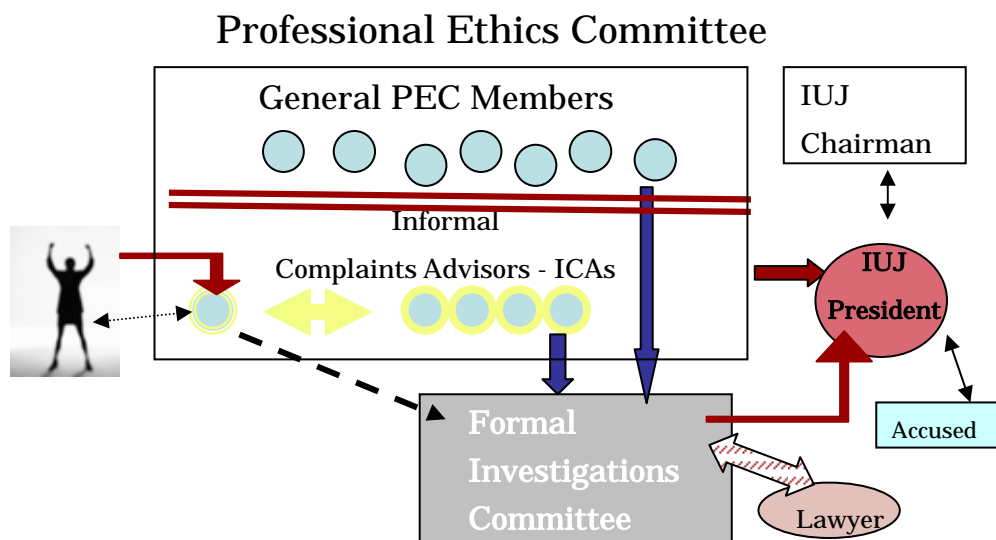 Professional Ethics Committee
General PEC Members
IUJ
Chairman
Informal
Complaints Advisors - ICAs
IUJ
President
Formal
Investigations
Committee
Accused
Lawyer